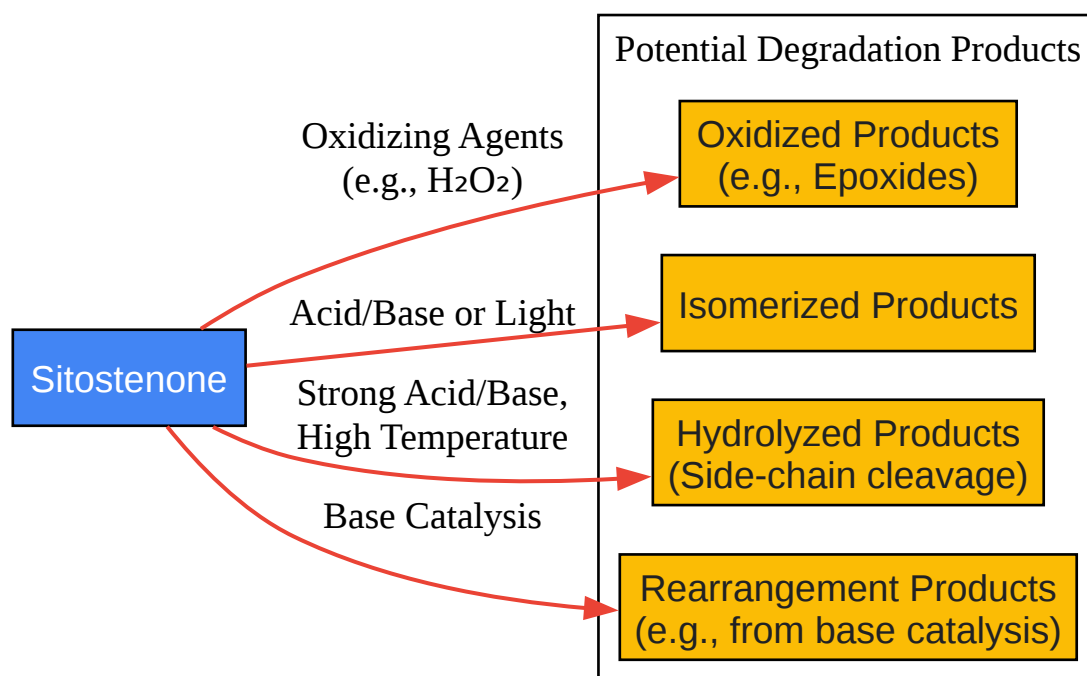 Potential Degradation Products
Oxidizing Agents
(e.g., H₂O₂)
Oxidized Products
(e.g., Epoxides)
Acid/Base or Light
Isomerized Products
Sitostenone
Strong Acid/Base,
High Temperature
Hydrolyzed Products
(Side-chain cleavage)
Base Catalysis
Rearrangement Products
(e.g., from base catalysis)